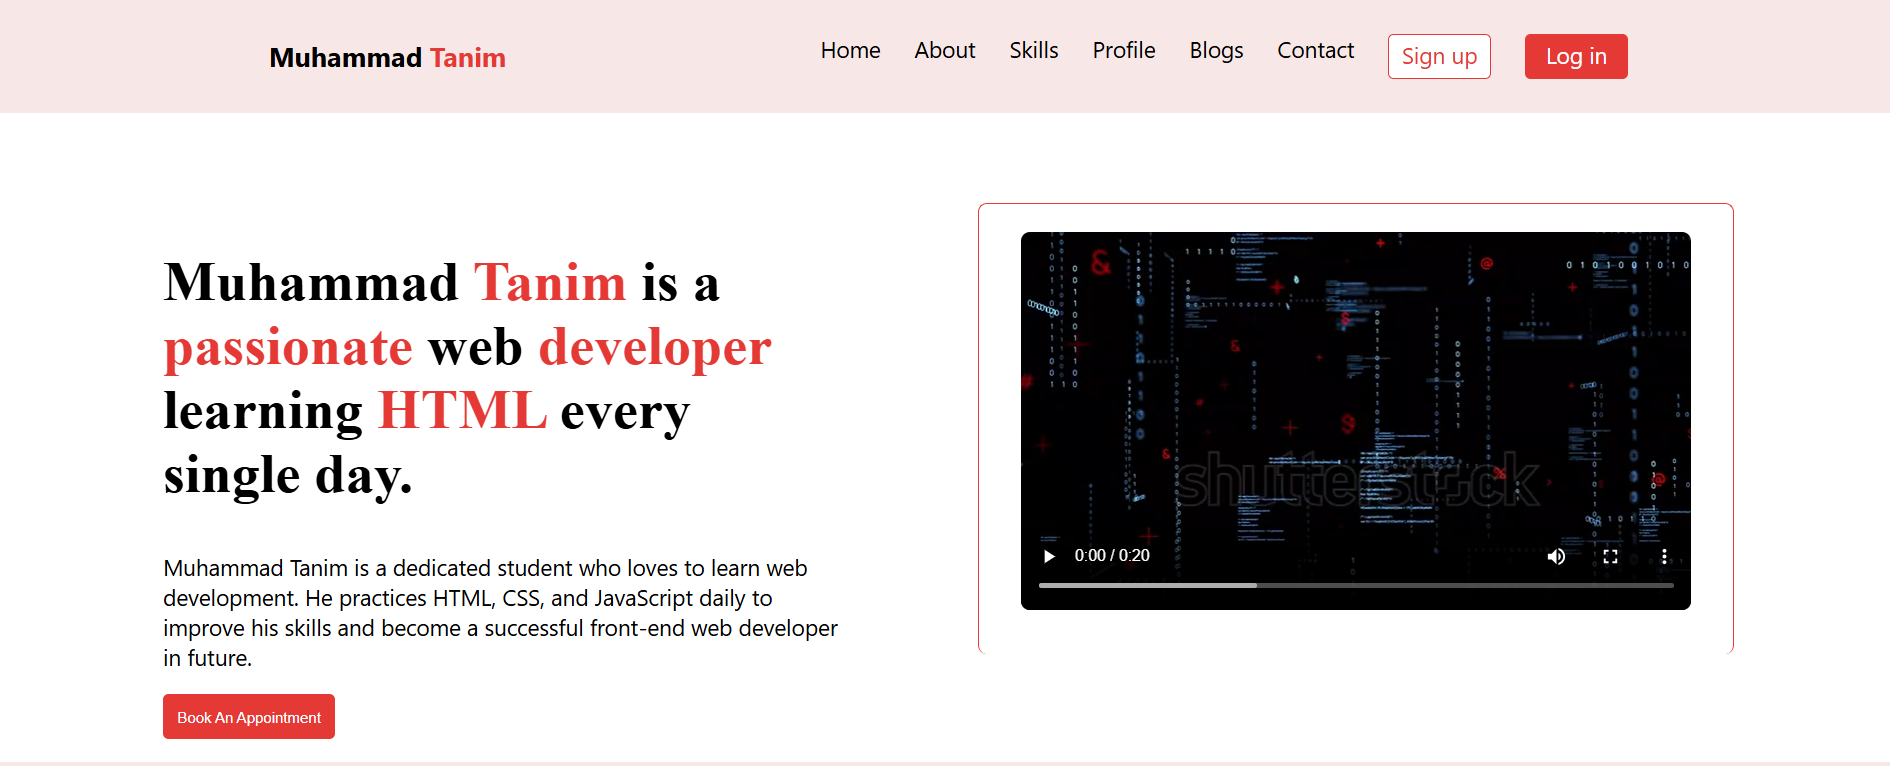 Muhammad Tanim
Home About Skills Profile Blogs Contact Sign up Log in
Muhammad Tanim is a
passionate web developer
learning HTML every
single day.
Muhammad Tanim is a dedicated student who loves to learn web
development. He practices HTML, CSS, and JavaScript daily to
improve his skills and become a successful front-end web developer
in future.
Book An Appointment
shutterstock
0:00 / 0:20